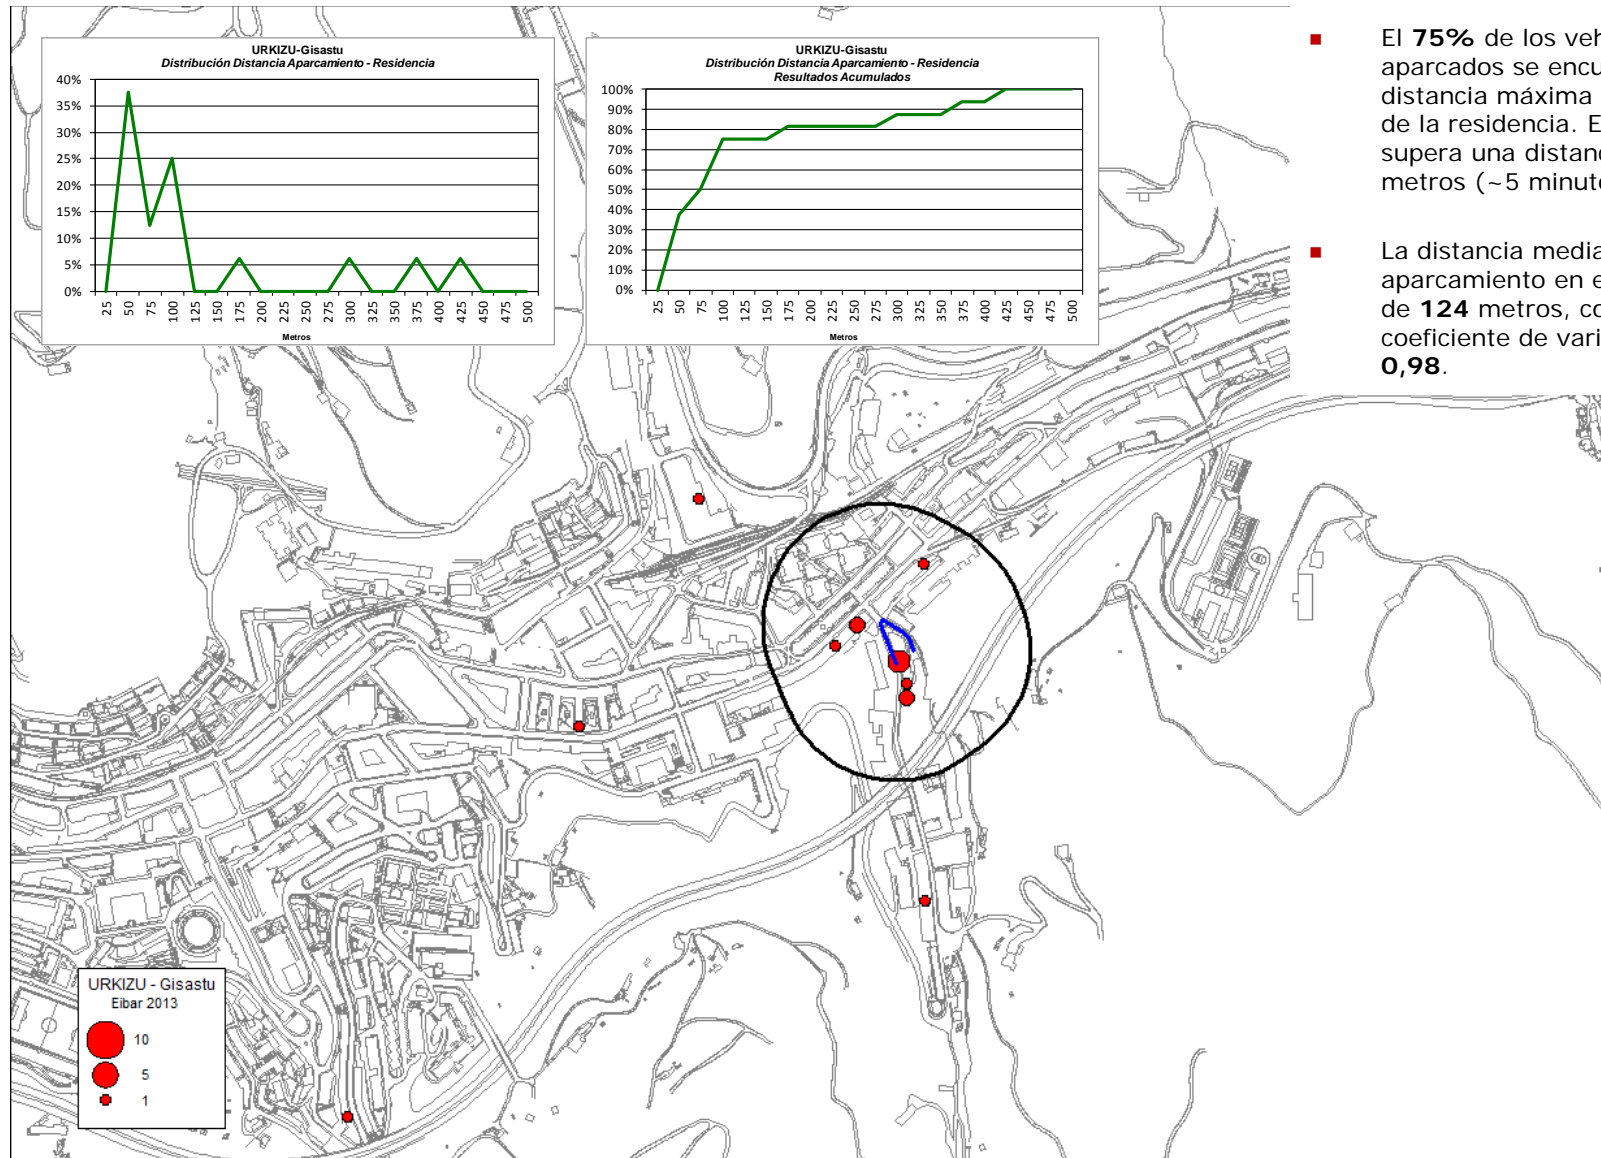 URKIZU-Gisastu
Distribución Distancia Aparcamiento - Residencia
40%
35%
30%
25%
20%
15%
10%
5%
0%
25 50 75 100 125 150 175 200 225 250 275 300 325 350 375 400 425 450 475 500
Metros
URKIZU-Gisastu
Distribución Distancia Aparcamiento - Residencia
Resultados Acumulados
100%
90%
80%
70%
60%
50%
40%
30%
20%
10%
0%
25 50 75 100 125 150 175 200 225 250 275 300 325 350 375 400 425 450 475 500
Metros
El 75% de los veh
aparcados se encu
distancia máxima
de la residencia. E
supera una distanc
metros (~5 minut
La distancia media
aparcamiento en e
de 124 metros, co
coeficiente de vari
0,98.
URKIZU - Gisastu
Eibar 2013
10
5
1